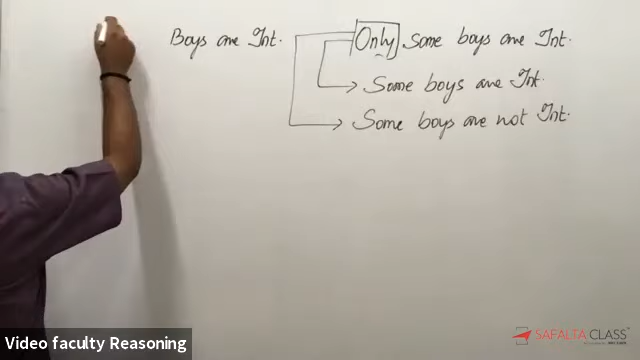 Boys are Int. Only Some boys are Int.
Some boys are Int.
Some boys are not Int.
SAFALTA CLASS
Video faculty Reasoning